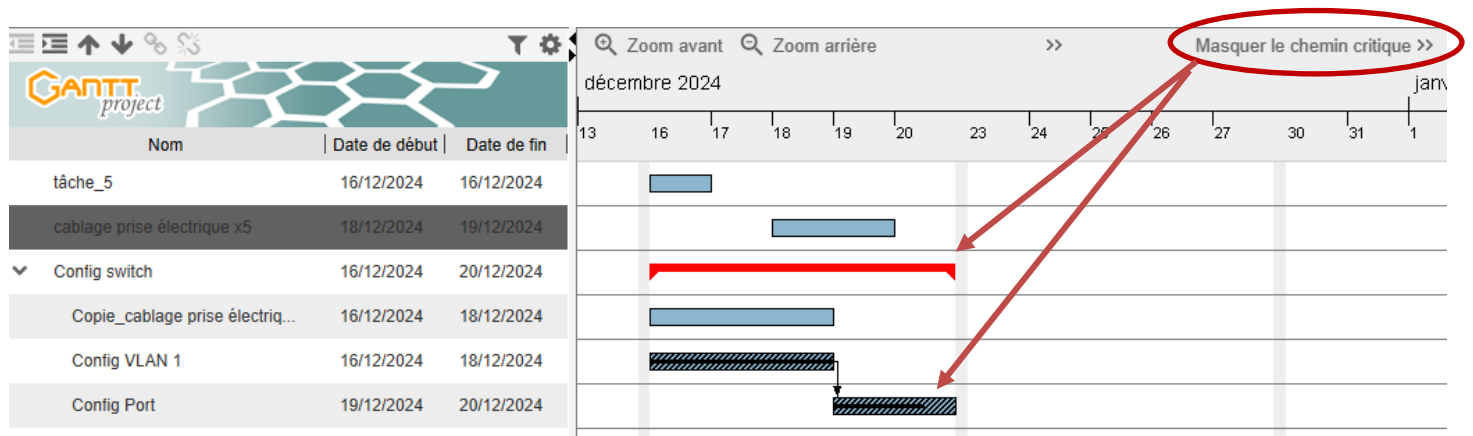 Zoom avant Zoom arrière >> Masquer le chemin critique >>
GANTT
project
décembre 2024 janv
13 16 17 18 19 20 23 24 25 26 27 30 31 1
Nom Date de début Date de fin
tâche_5 16/12/2024 16/12/2024
cablage prise électrique x5 18/12/2024 19/12/2024
Config switch 16/12/2024 20/12/2024
Copie_cablage prise électriq... 16/12/2024 18/12/2024
Config VLAN 1 16/12/2024 18/12/2024
Config Port 19/12/2024 20/12/2024